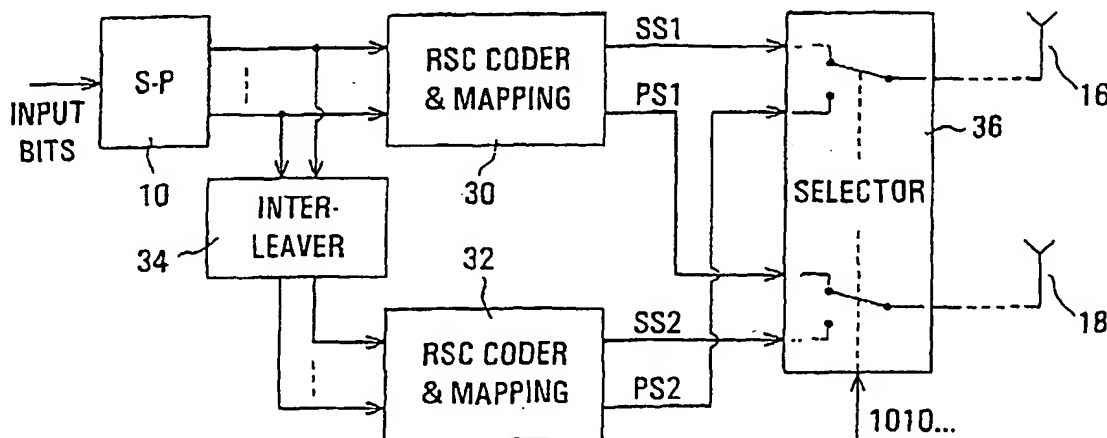 INPUT
BITS
S-P
10
RSC CODER
& MAPPING
30
SS1
PS1
16
36
SELECTOR
INTER-
LEAVER
34
32
RSC CODER
& MAPPING
SS2
PS2
18
1010...